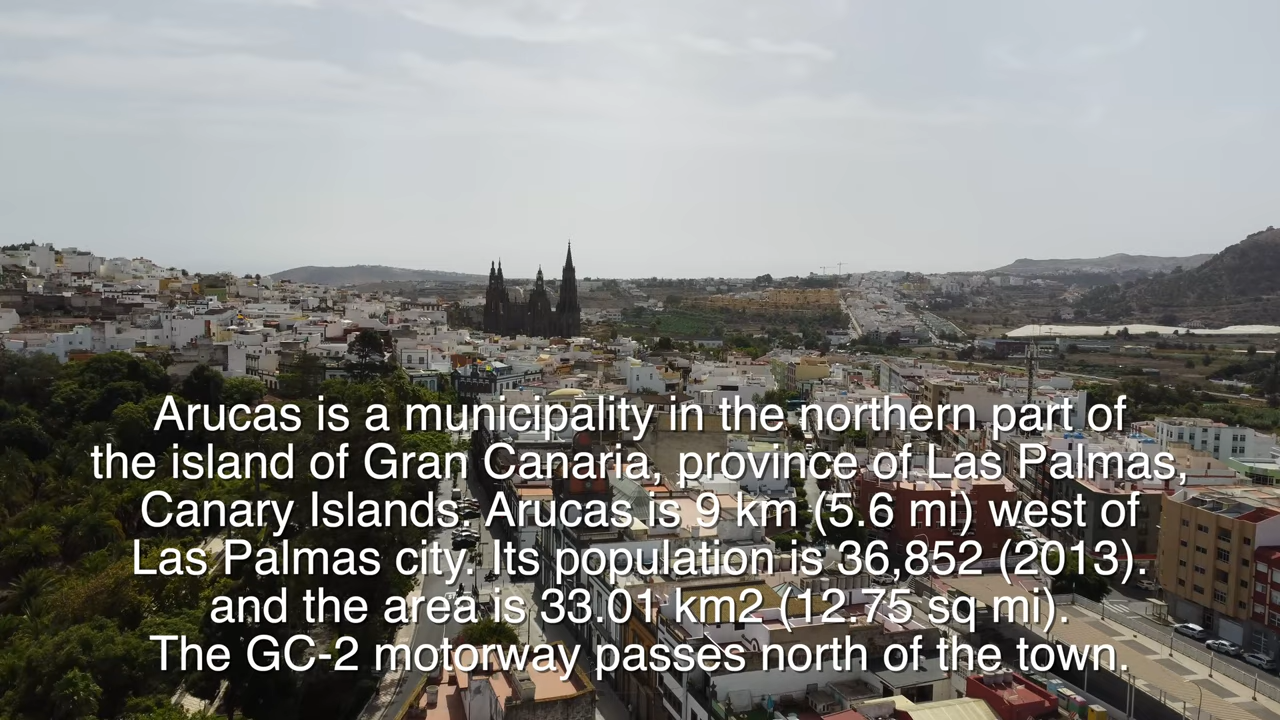 Arucas is a municipality in the northern part of
the island of Gran Canaria, province of Las Palmas,
Canary Islands. Arucas is 9 km (5.6 mi) west of
Las Palmas city. Its population is 36,852 (2013).
and the area is 33.01 km2 (12.75 sq mi).
The GC-2 motorway passes north of the town.